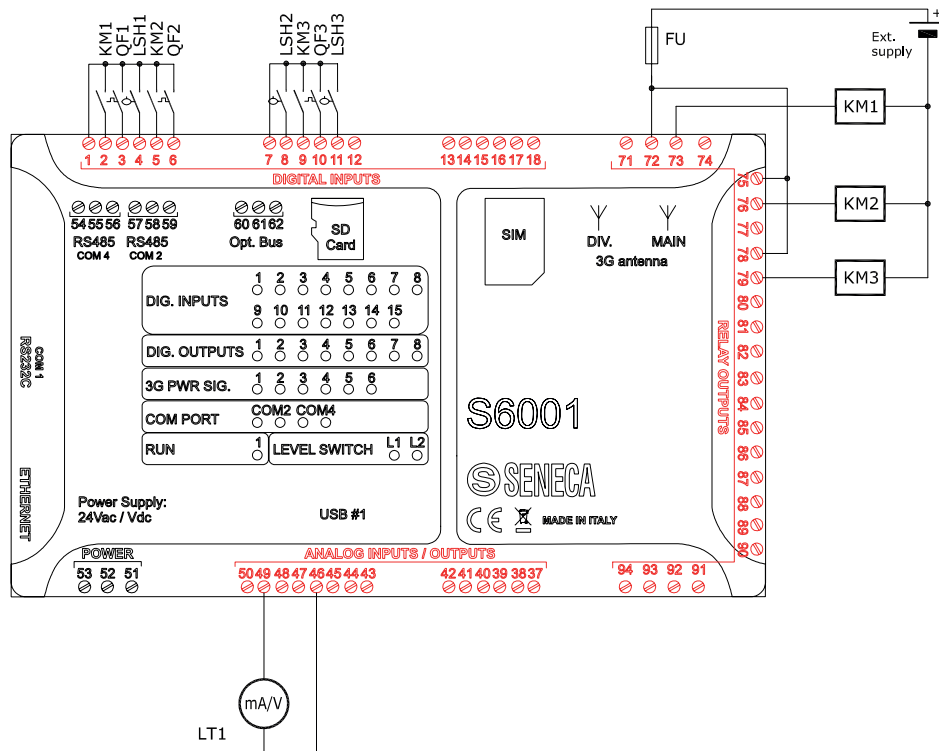 KM1
QF1
LSH1
KM2
QF2
LSH2
KM3
QF3
LSH3
FU
Ext.
supply
+
KM1
KM2
KM3
1 2 3 4 5 6
7 8 9 10 11 12
13 14 15 16 17 18
71 72 73 74
DIGITAL INPUTS
75
76
77
78
79
80
81
82
83
84
85
86
87
88
89
90
RELAY OUTPUTS
54 55 56
RS485
COM 4
57 58 59
RS485
COM 2
60 61 62
Opt. Bus
SD
Card
SIM
DIV.
MAIN
3G antenna
DIG. INPUTS
1 2 3 4 5 6 7 8
9 10 11 12 13 14 15
DIG. OUTPUTS
1 2 3 4 5 6 7 8
3G PWR SIG.
1 2 3 4 5 6
COM PORT
COM2 COM4
RUN
1
LEVEL SWITCH
L1 L2
COM 1
RS232C
ETHERNET
S6001
S SENECA
CE
MADE IN ITALY
Power Supply:
24Vac / Vdc
USB #1
POWER
53 52 51
ANALOG INPUTS / OUTPUTS
50 49 48 47 46 45 44 43
42 41 40 39 38 37
94 93 92 91
mA/V
LT1